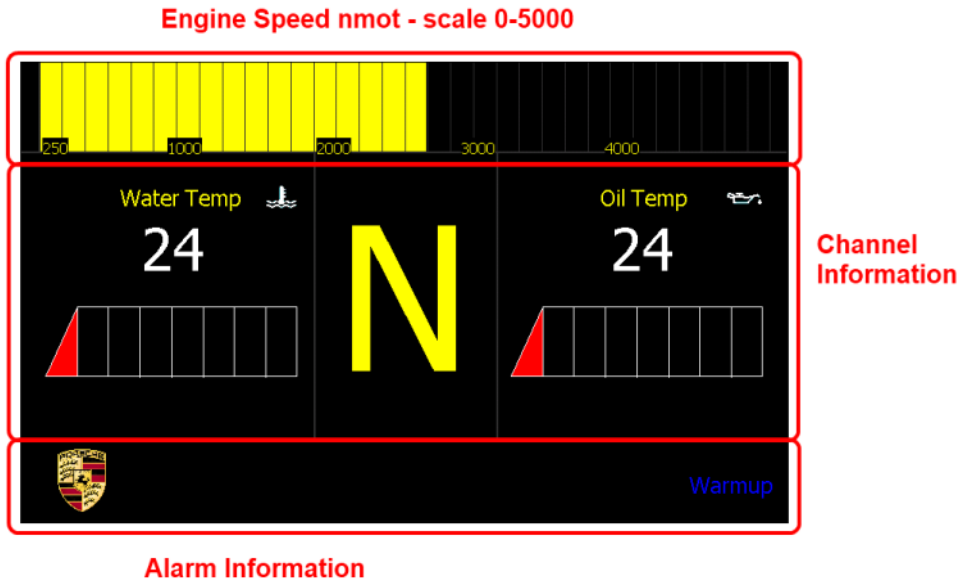 Engine Speed nmot - scale 0-5000
250 1000 2000 3000 4000
Water Temp
Oil Temp
24
N
24
Channel
Information
PORSCHE
Warmup
Alarm Information